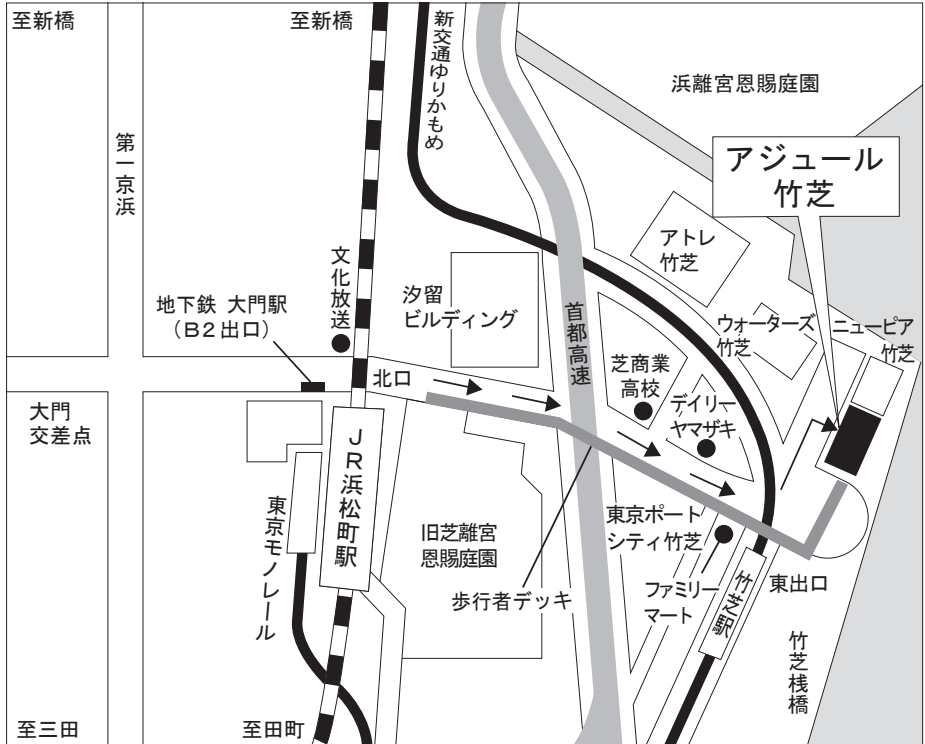 至新橋
至新橋
新交通ゆりかもめ
浜離宮恩賜庭園
第一京浜
アジュール
竹芝
アトレ
竹芝
文化放送
汐留
ビルディング
地下鉄 大門駅
（B2出口）
首都高速
ウォーターズ
竹芝
ニューピア
竹芝
芝商業
高校
北口
デイリー
ヤマザキ
大門
交差点
JR浜松町駅
東京モノレール
旧芝離宮
恩賜庭園
東京ポート
シティ竹芝
歩行者デッキ
ファミリー
マート
竹芝駅
東出口
竹芝桟橋
至三田
至田町